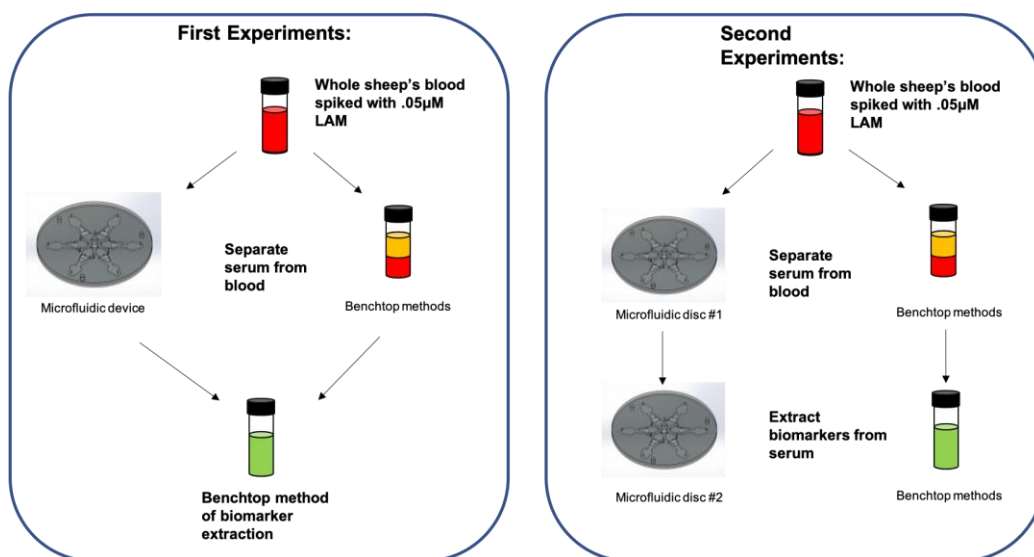 First Experiments:
Whole sheep's blood
spiked with .05µM
LAM
Separate
serum from
blood
Microfluidic device
Benchtop methods
Benchtop method
of biomarker
extraction
Second
Experiments:
Whole sheep's blood
spiked with .05µM
LAM
Separate
serum from
blood
Microfluidic disc #1
Benchtop methods
Extract
biomarkers from
serum
Microfluidic disc #2
Benchtop methods